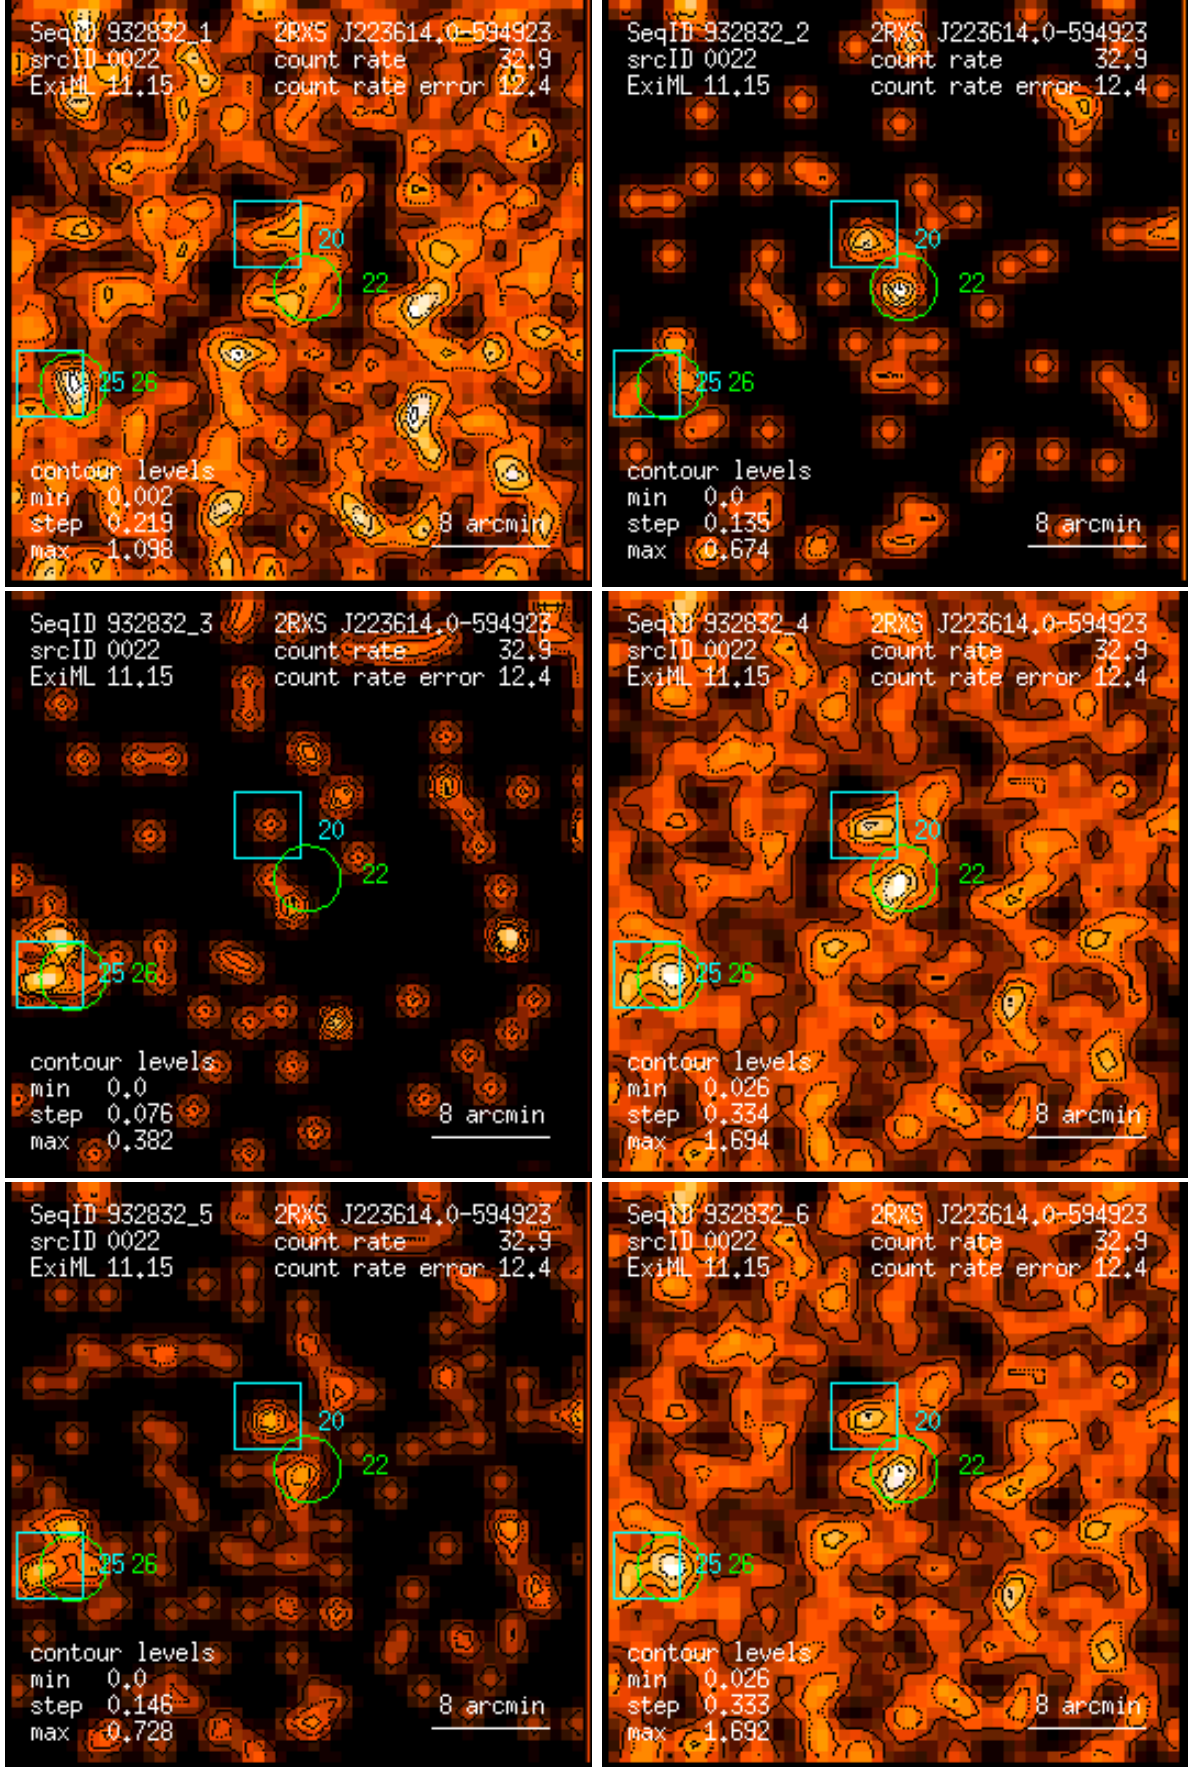 SeqID 932832_1 2RXS J223614.0-594923
srcID 0022 count rate 32.9
ExiML 11.15 count rate error 12.4
20
22
25 26
contour levels
min 0.002
step 0.219
max 1.098
8 arcmin
SeqID 932832_2 2RXS J223614.0-594923
srcID 0022 count rate 32.9
ExiML 11.15 count rate error 12.4
20
22
25 26
contour levels
min 0.0
step 0.135
max 0.674
8 arcmin
SeqID 932832_3 2RXS J223614.0-594923
srcID 0022 count rate 32.9
ExiML 11.15 count rate error 12.4
20
22
25 26
contour levels
min 0.0
step 0.076
max 0.382
8 arcmin
SeqID 932832_4 2RXS J223614.0-594923
srcID 0022 count rate 32.9
ExiML 11.15 count rate error 12.4
20
22
25 26
contour levels
min 0.026
step 0.334
max 1.694
8 arcmin
SeqID 932832_5 2RXS J223614.0-594923
srcID 0022 count rate 32.9
ExiML 11.15 count rate error 12.4
20
22
25 26
contour levels
min 0.0
step 0.146
max 0.728
8 arcmin
SeqID 932832_6 2RXS J223614.0-594923
srcID 0022 count rate 32.9
ExiML 11.15 count rate error 12.4
20
22
25 26
contour levels
min 0.026
step 0.333
max 1.692
8 arcmin